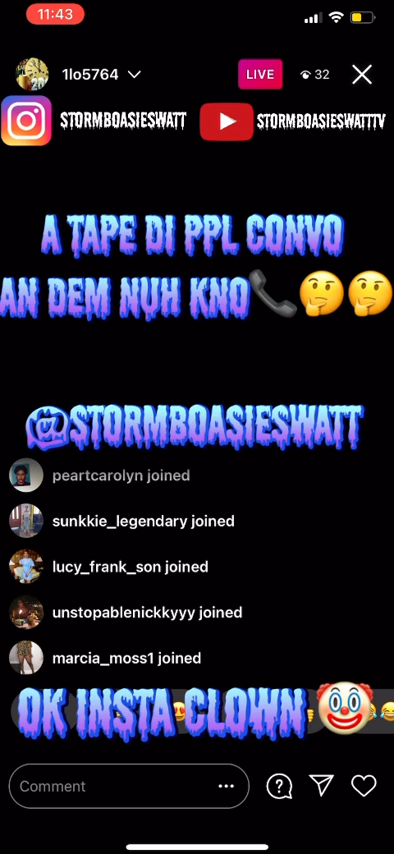 11:43
1lo5764
LIVE
32
STORMBOASIESWATT
STORMBOASIESWATTTV
A TAPE DI PPL CONVO
AN DEM NUH KNO
@STORMBOASIESWATT
peartcarolyn joined
sunkkie_legendary joined
lucy_frank_son joined
unstopablenickkyyy joined
marcia_moss1 joined
OK INSTA CLOWN
Comment